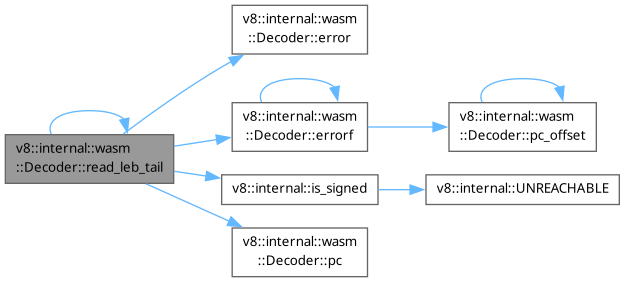 v8::internal::wasm
::Decoder::error
v8::internal::wasm
::Decoder::errorf
v8::internal::wasm
::Decoder::pc_offset
v8::internal::wasm
::Decoder::read_leb_tail
v8::internal::is_signed
v8::internal::UNREACHABLE
v8::internal::wasm
::Decoder::pc